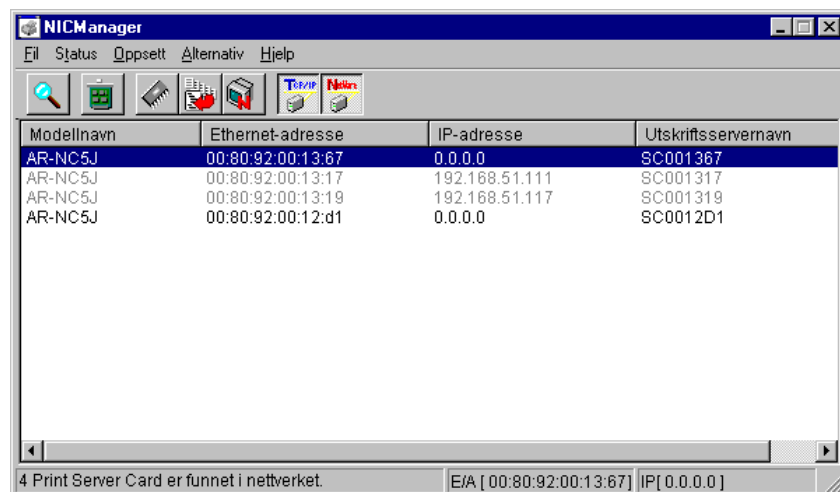 NICManager
Fil Status Oppsett Alternativ Hjelp
TCP/IP NetWare
Modellnavn Ethernet-adresse IP-adresse Utskriftsservernavn
AR-NC5J 00:80:92:00:13:67 0.0.0.0 SC001367
AR-NC5J 00:80:92:00:13:17 192.168.51.111 SC001317
AR-NC5J 00:80:92:00:13:19 192.168.51.117 SC001319
AR-NC5J 00:80:92:00:12:d1 0.0.0.0 SC0012D1
4 Print Server Card er funnet i nettverket. E/A [ 00:80:92:00:13:67] IP[ 0.0.0.0 ]